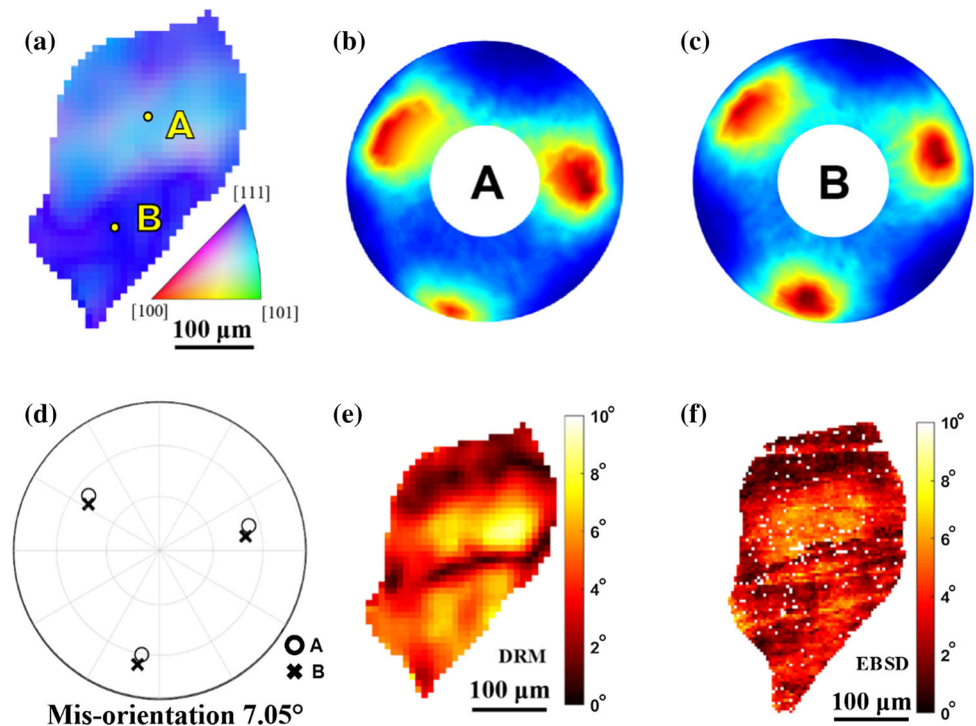 (a)
A
B
[111]
[100]
[101]
100 µm
(b)
A
(c)
B
(d)
A
B
Mis-orientation 7.05°
(e)
10°
8°
6°
4°
2°
0°
DRM
100 µm
(f)
10°
8°
6°
4°
2°
0°
EBSD
100 µm